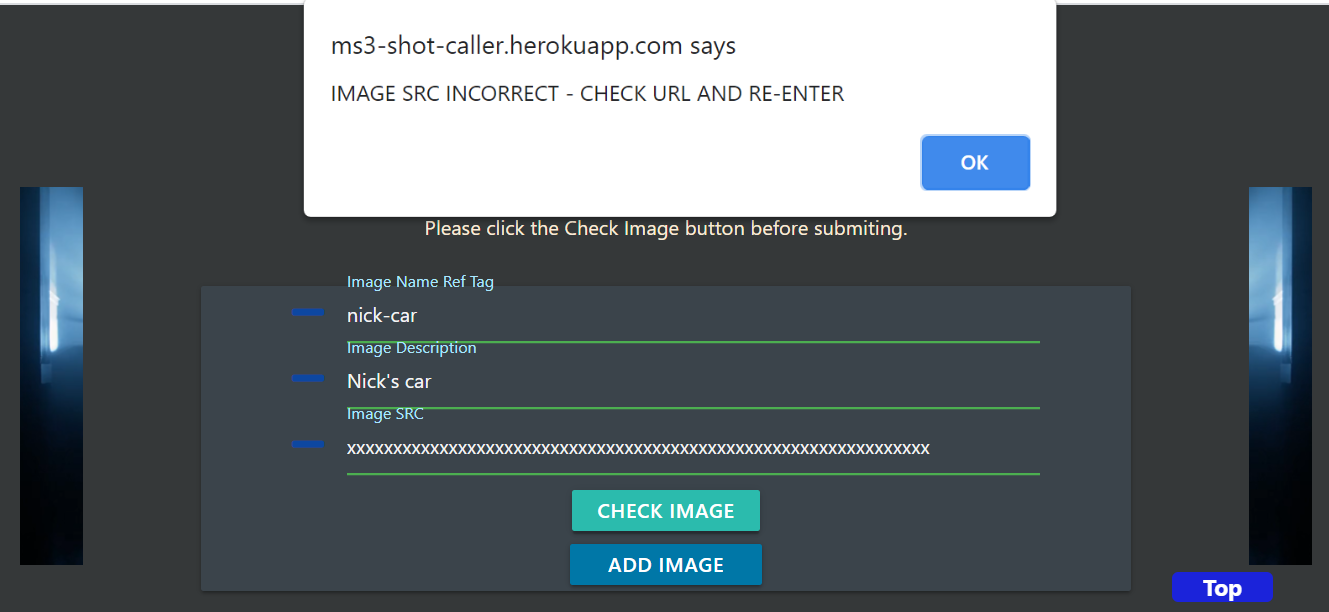 ms3-shot-caller.herokuapp.com says
IMAGE SRC INCORRECT - CHECK URL AND RE-ENTER
OK
Please click the Check Image button before submiting.
Image Name Ref Tag
nick-car
Image Description
Nick's car
Image SRC
xxxxxxxxxxxxxxxxxxxxxxxxxxxxxxxxxxxxxxxxxxxxxxxxxxxxxxxxxxxxxxx
CHECK IMAGE
ADD IMAGE
Top